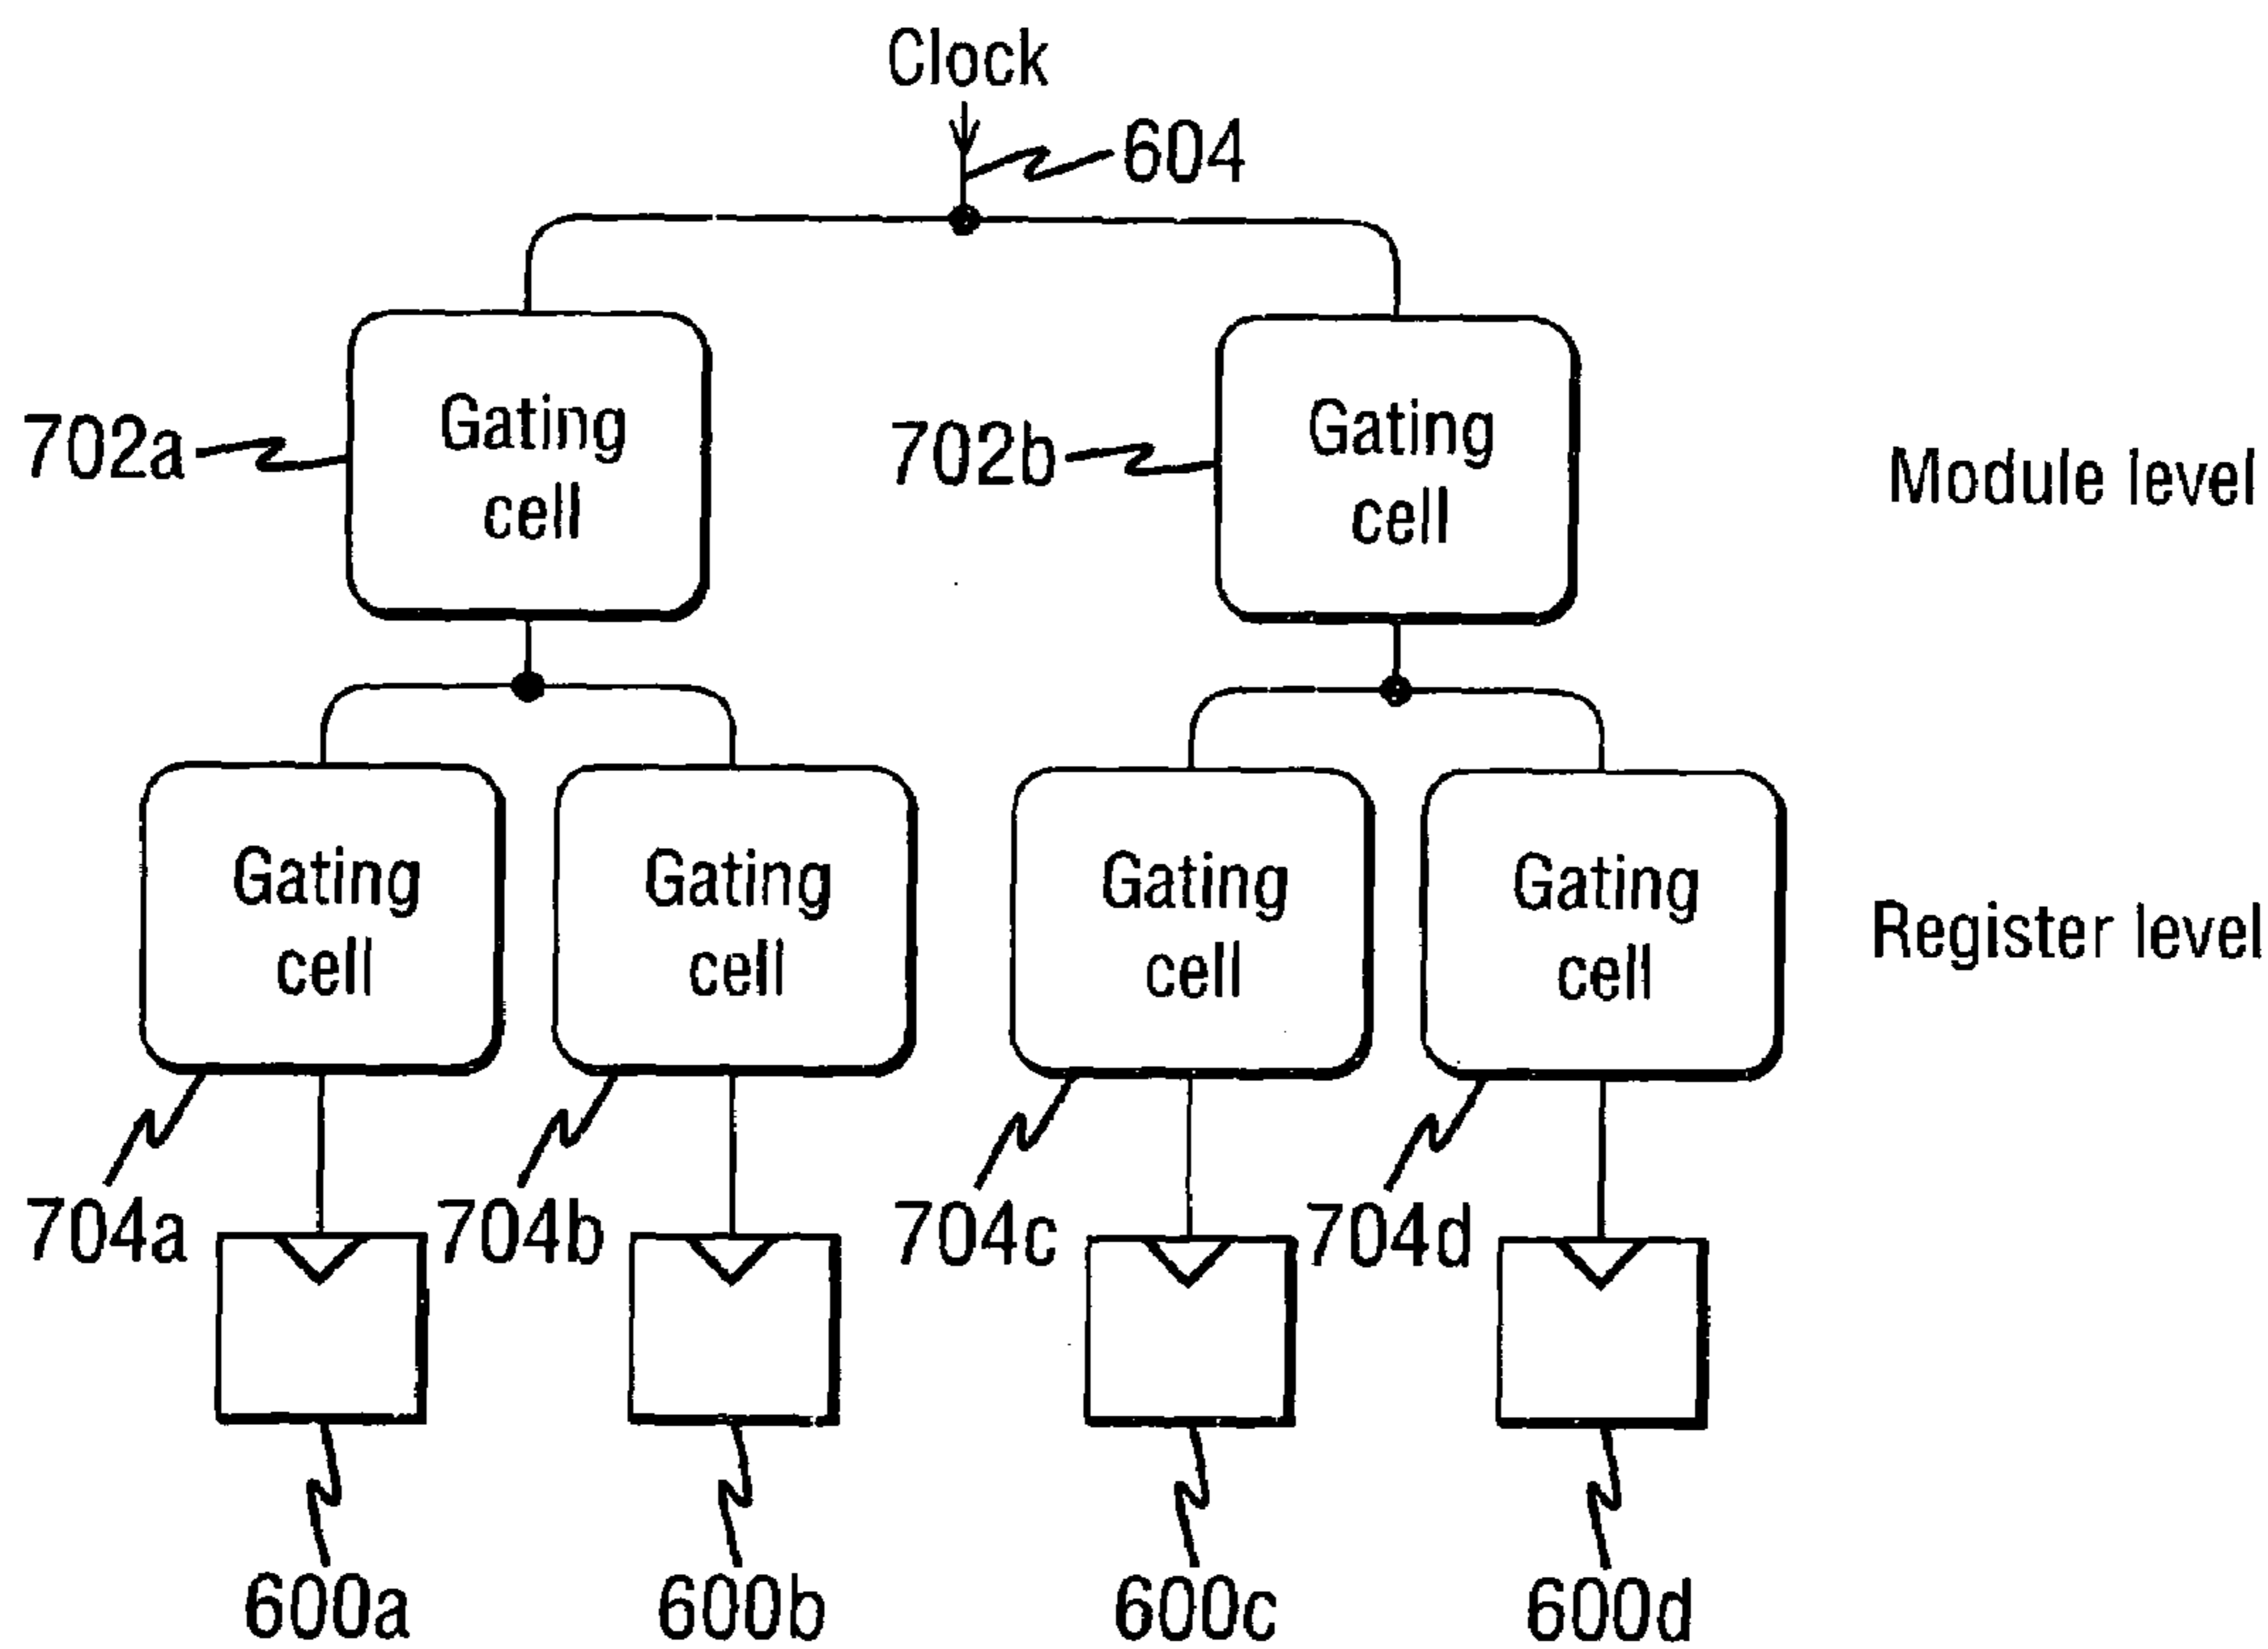 Clock
604
702a
Gating
cell
702b
Gating
cell
Module level
Gating
cell
Gating
cell
Gating
cell
Gating
cell
Register level
704a
704b
704c
704d
600a
600b
600c
600d